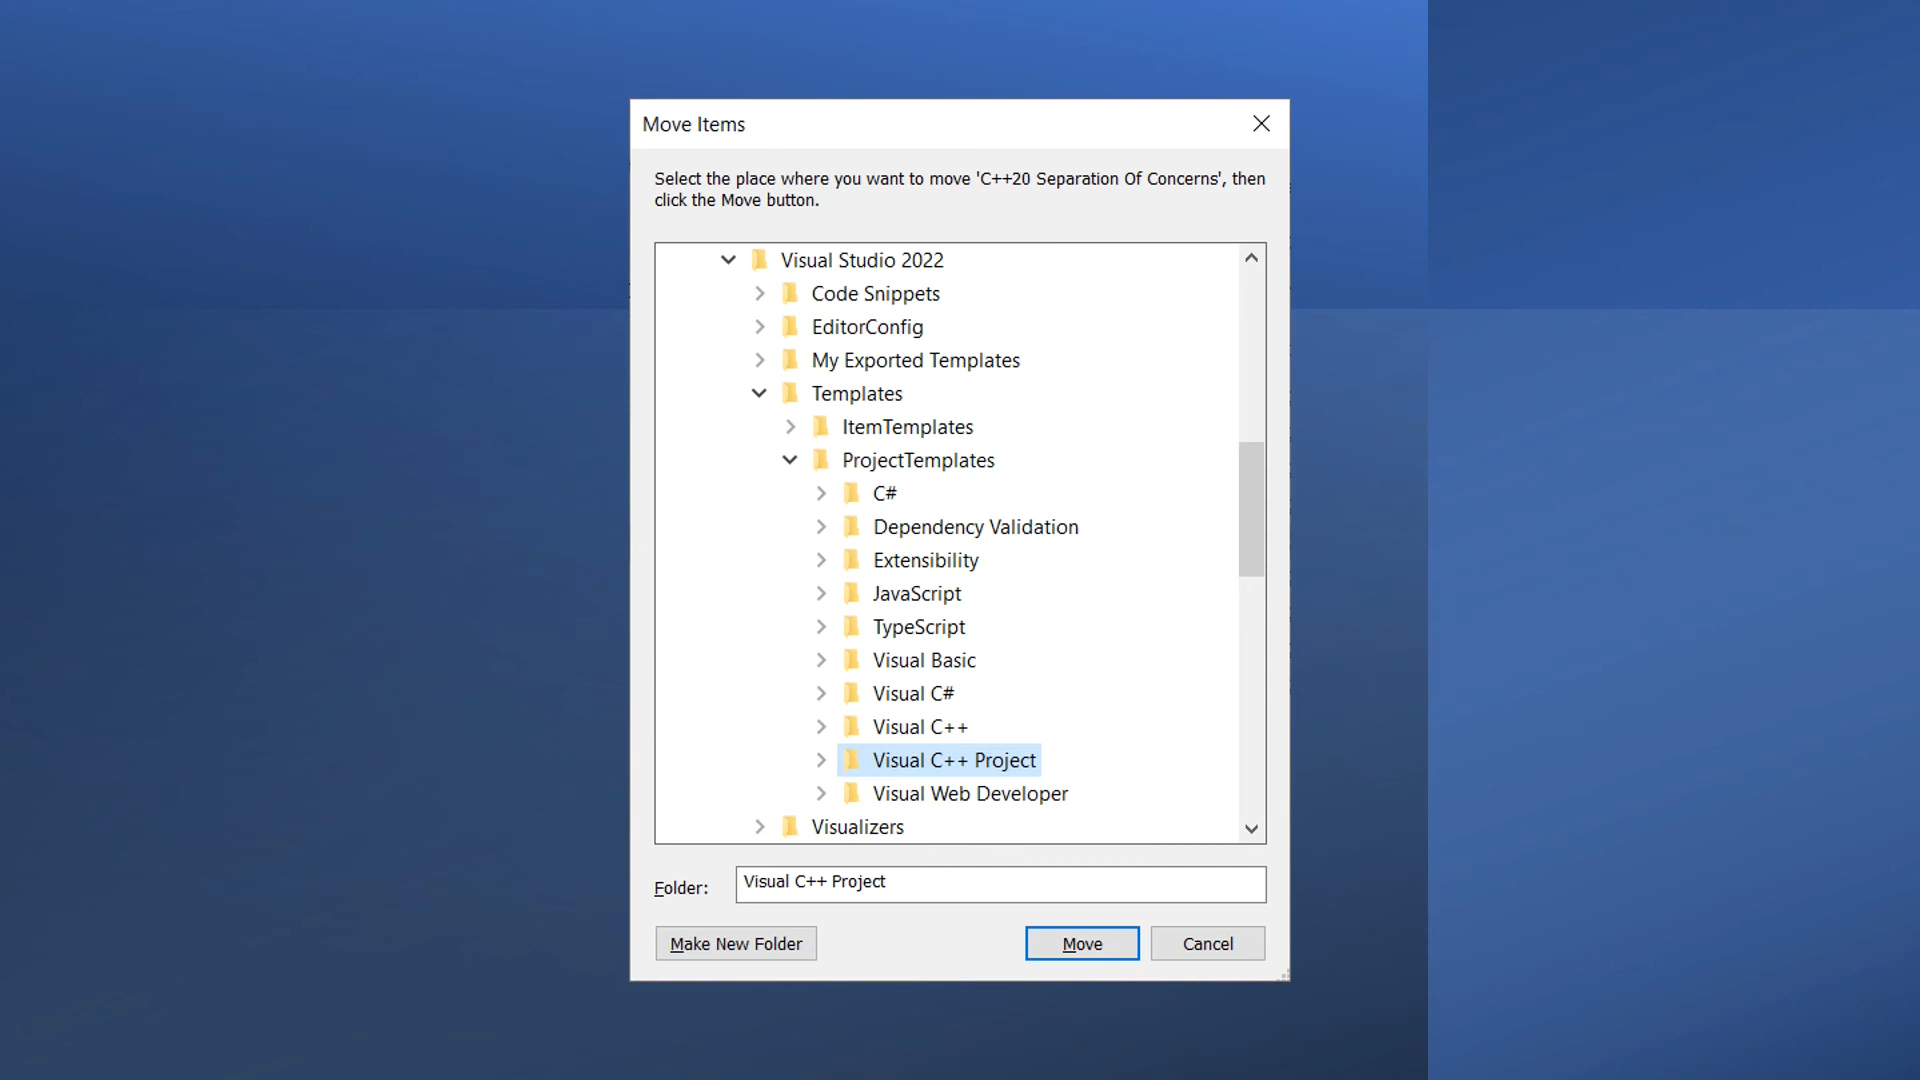 Move Items
Select the place where you want to move 'C++20 Separation Of Concerns', then
click the Move button.
Visual Studio 2022
Code Snippets
EditorConfig
My Exported Templates
Templates
ItemTemplates
ProjectTemplates
C#
Dependency Validation
Extensibility
JavaScript
TypeScript
Visual Basic
Visual C#
Visual C++
Visual C++ Project
Visual Web Developer
Visualizers
Folder: Visual C++ Project
Make New Folder Move Cancel